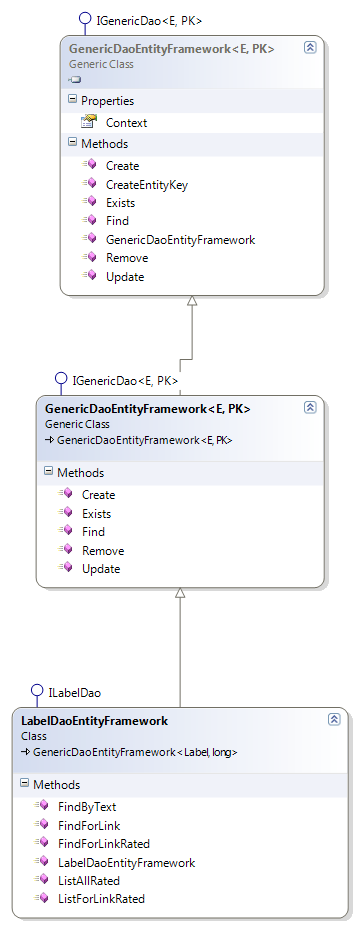 IGenericDao<E, PK>
GenericDaoEntityFramework<E, PK>
Generic Class
Properties
Context
Methods
Create
CreateEntityKey
Exists
Find
GenericDaoEntityFramework
Remove
Update
IGenericDao<E, PK>
GenericDaoEntityFramework<E, PK>
Generic Class
GenericDaoEntityFramework<E, PK>
Methods
Create
Exists
Find
Remove
Update
ILabelDao
LabelDaoEntityFramework
Class
GenericDaoEntityFramework<Label, long>
Methods
FindByText
FindForLink
FindForLinkRated
LabelDaoEntityFramework
ListAllRated
ListForLinkRated